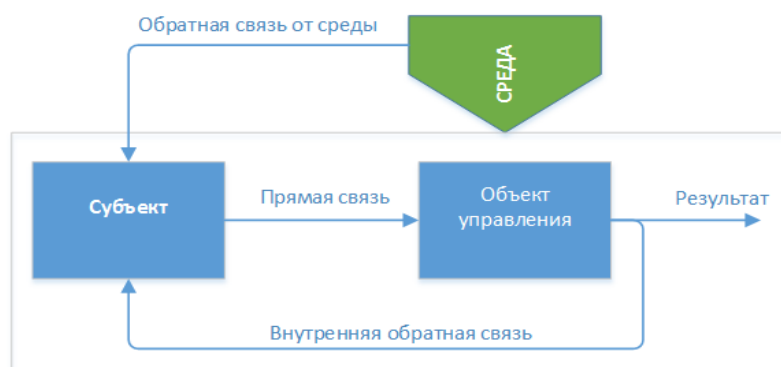 Обратная связь от среды
СРЕДА
Субъект
Прямая связь
Объект
управления
Результат
Внутренняя обратная связь